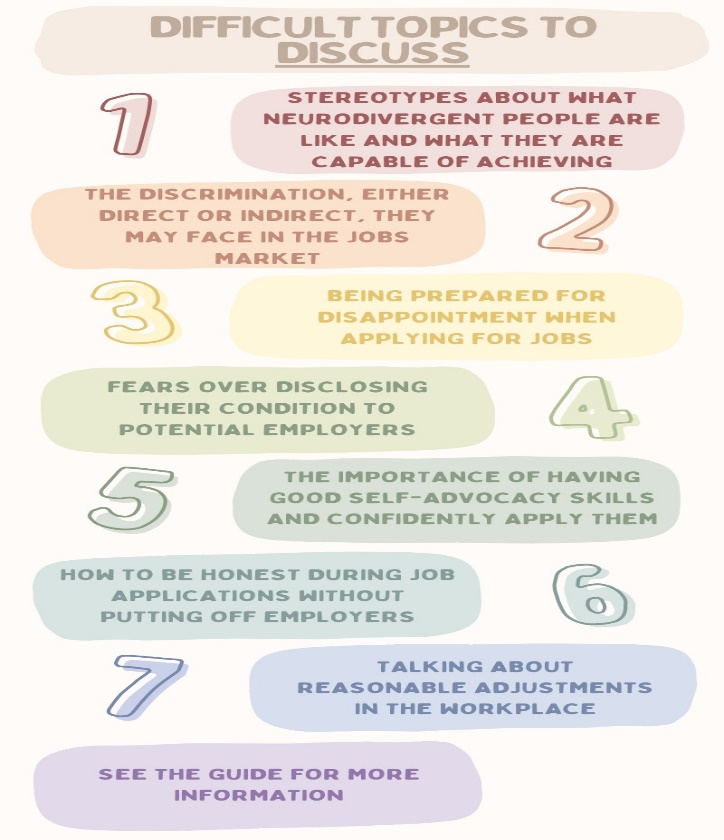 DIFFICULT TOPICS TO
DISCUSS
1
STEREOTYPES ABOUT WHAT
NEURODIVERGENT PEOPLE ARE
LIKE AND WHAT THEY ARE
CAPABLE OF ACHIEVING
THE DISCRIMINATION, EITHER
DIRECT OR INDIRECT, THEY
MAY FACE IN THE JOBS
MARKET
2
3
BEING PREPARED FOR
DISAPPOINTMENT WHEN
APPLYING FOR JOBS
FEARS OVER DISCLOSING
THEIR CONDITION TO
POTENTIAL EMPLOYERS
4
5
THE IMPORTANCE OF HAVING
GOOD SELF-ADVOCACY SKILLS
AND CONFIDENTLY APPLY THEM
HOW TO BE HONEST DURING JOB
APPLICATIONS WITHOUT
PUTTING OFF EMPLOYERS
6
7
TALKING ABOUT
REASONABLE ADJUSTMENTS
IN THE WORKPLACE
SEE THE GUIDE FOR MORE
INFORMATION